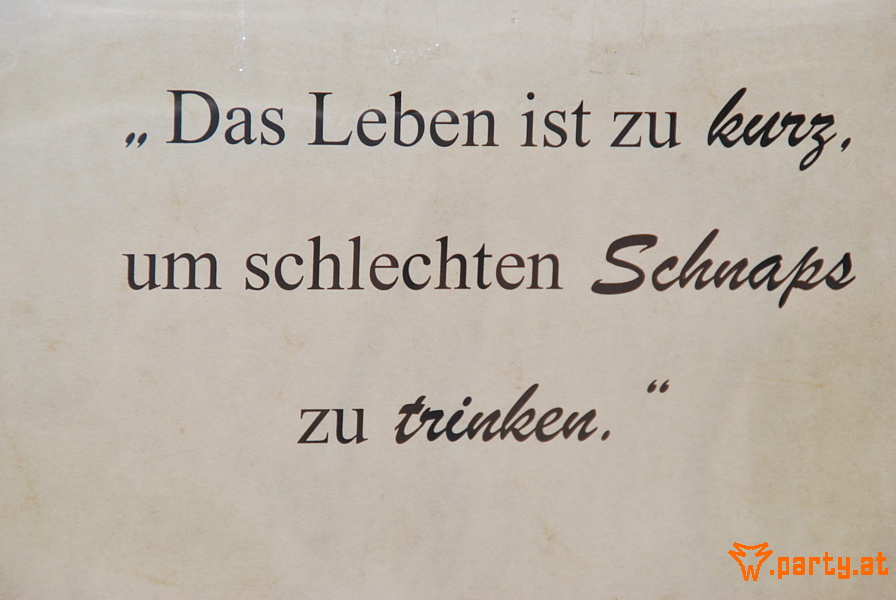 „Das Leben ist zu kurz,
um schlechten Schnaps
zu trinken.“
W.party.at